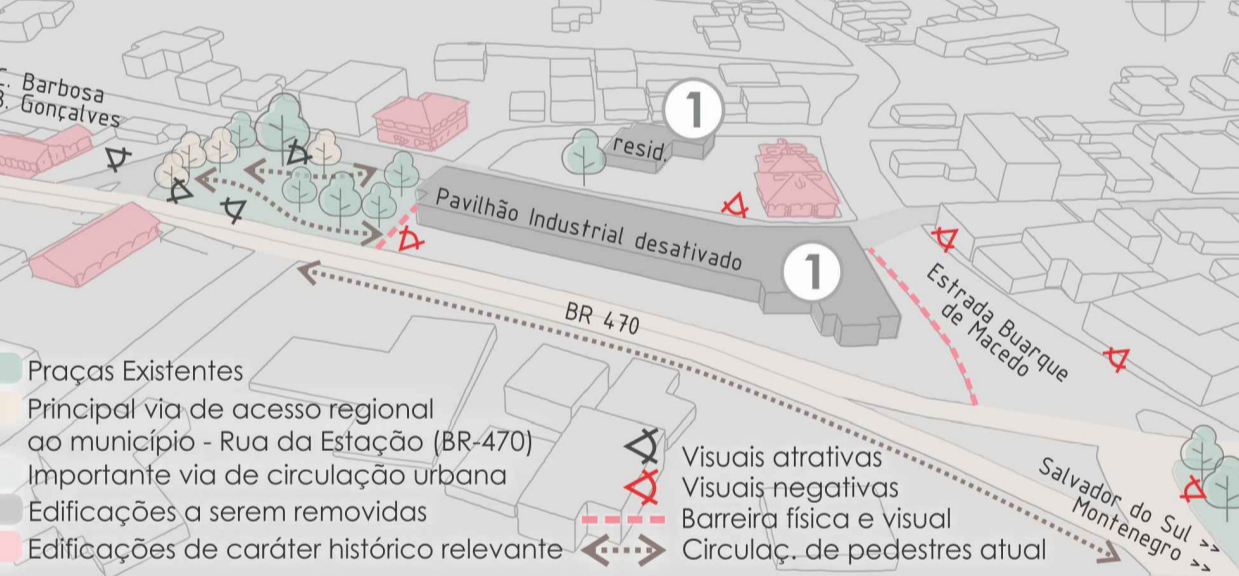 Barbosa
Gonçalves
1
resid.
Pavilhão Industrial desativado
1
BR 470
Estrada Buarque
de Macedo
Salvador do Sul >>
Montenegro >>
Praças Existentes
Principal via de acesso regional
ao município - Rua da Estação (BR-470)
Importante via de circulação urbana
Edificações a serem removidas
Edificações de caráter histórico relevante
Visuais atrativas
Visuais negativas
Barreira física e visual
Circulaç. de pedestres atual